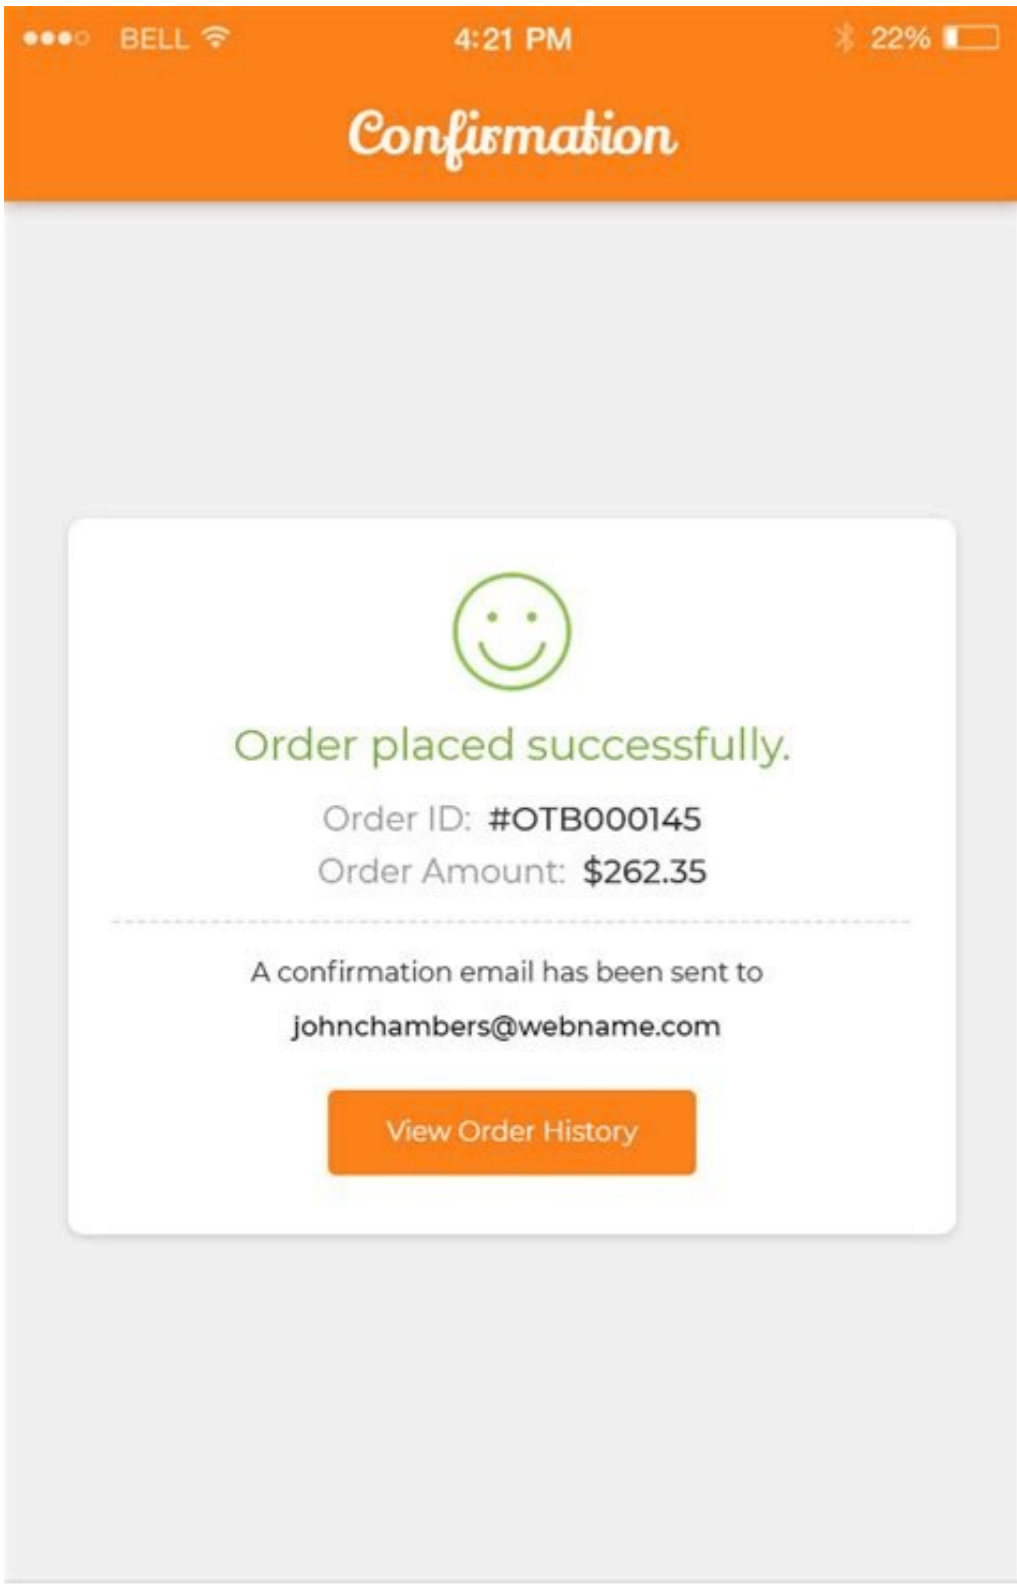 BELL 4:21 PM 22%
Confirmation
Order placed successfully.
Order ID: #OTB000145
Order Amount: $262.35
A confirmation email has been sent to
johnchambers@webname.com
View Order History